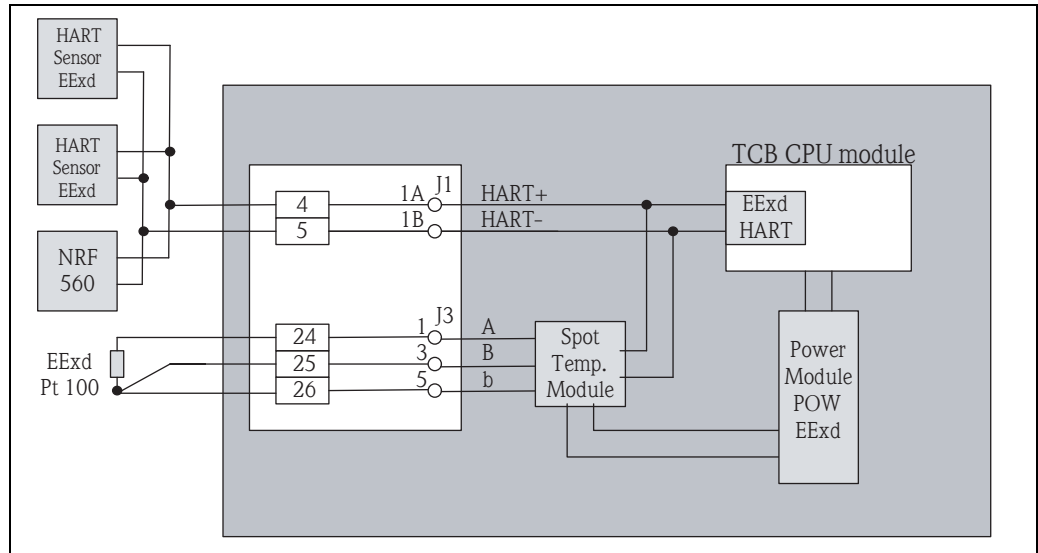 HART
Sensor
EExd
HART
Sensor
EExd
NRF
560
EExd
Pt 100
4
5
24
25
26
1A J1
1B
HART+
HART-
1 J3
3
5
A
B
b
Spot
Temp.
Module
TCB CPU module
EExd
HART
Power
Module
POW
EExd